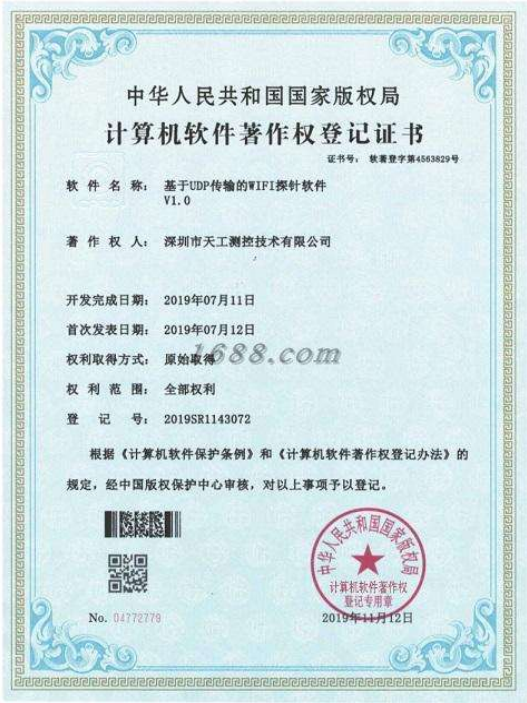 中华人民共和国国家版权局
计算机软件著作权登记证书
证书号： 软著登字第4563829号
软件名称： 基于UDP传输的WIFI探针软件
V1.0
著作权人： 深圳市天工测控技术有限公司
开发完成日期： 2019年07月11日
首次发表日期： 2019年07月12日
权利取得方式： 原始取得
1688.com
权利范围： 全部权利
登记号： 2019SR1143072
根据《计算机软件保护条例》和《计算机软件著作权登记办法》的
规定，经中国版权保护中心审核，对以上事项予以登记。
中华人民共和国国家版权局
计算机软件著作权
登记专用章
No. 04772779
2019年11月12日